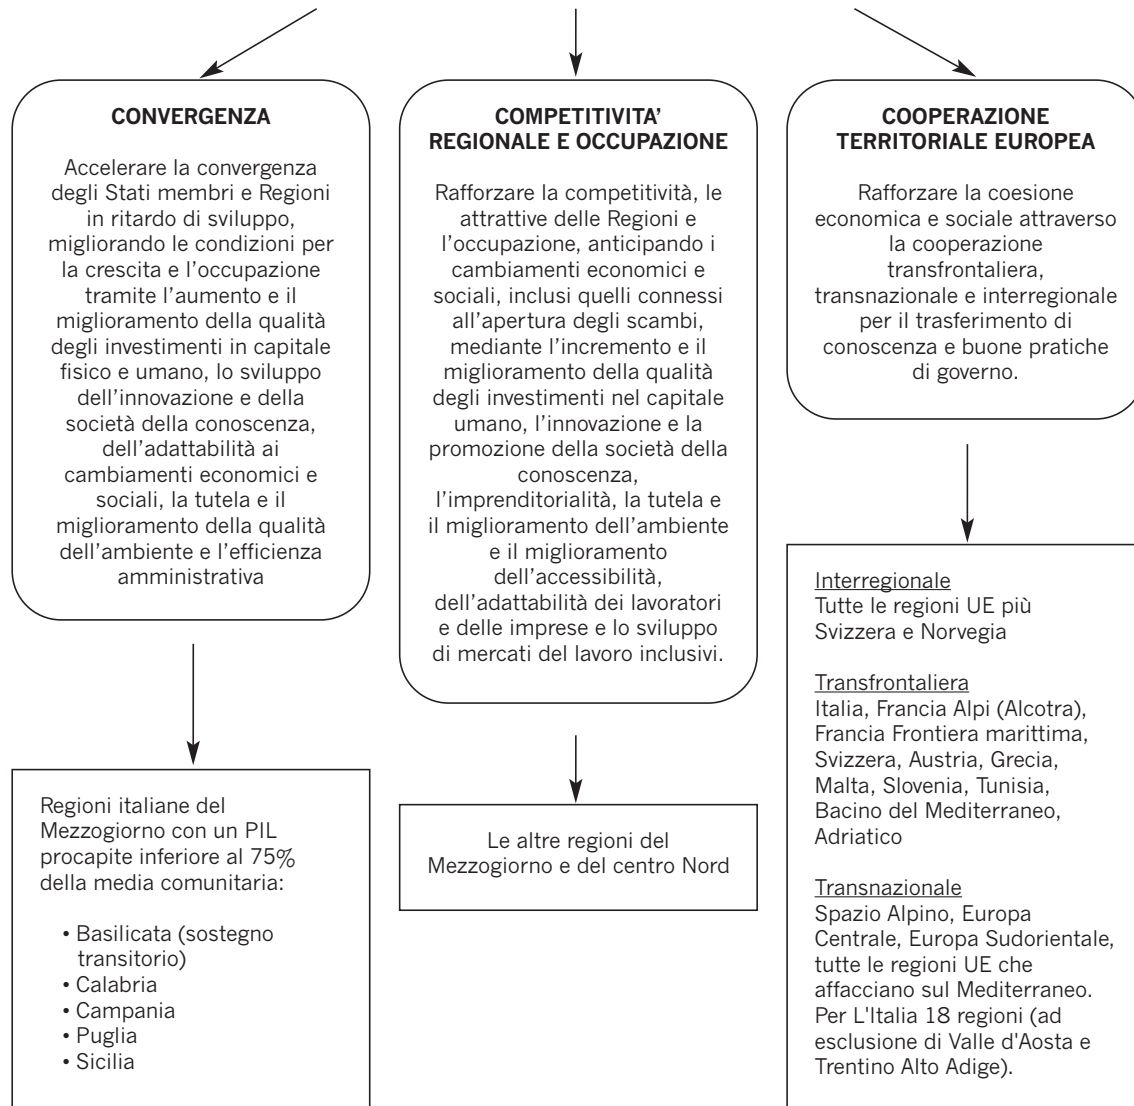 CONVERGENZA
Accelerare la convergenza
degli Stati membri e Regioni
in ritardo di sviluppo,
migliorando le condizioni per
la crescita e l'occupazione
tramite l'aumento e il
miglioramento della qualità
degli investimenti in capitale
fisico e umano, lo sviluppo
dell'innovazione e della
società della conoscenza,
dell'adattabilità ai
cambiamenti economici e
sociali, la tutela e il
miglioramento della qualità
dell'ambiente e l'efficienza
amministrativa
Regioni italiane del
Mezzogiorno con un PIL
procapite inferiore al 75%
della media comunitaria:
• Basilicata (sostegno
transitorio)
• Calabria
• Campania
• Puglia
• Sicilia
COMPETITIVITA'
REGIONALE E OCCUPAZIONE
Rafforzare la competitività, le
attrattive delle Regioni e
l'occupazione, anticipando i
cambiamenti economici e
sociali, inclusi quelli connessi
all'apertura degli scambi,
mediante l'incremento e il
miglioramento della qualità
degli investimenti nel capitale
umano, l'innovazione e la
promozione della società della
conoscenza,
l'imprenditorialità, la tutela e
il miglioramento dell'ambiente
e il miglioramento
dell'accessibilità,
dell'adattabilità dei lavoratori
e delle imprese e lo sviluppo
di mercati del lavoro inclusivi.
Le altre regioni del
Mezzogiorno e del centro Nord
COOPERAZIONE
TERRITORIALE EUROPEA
Rafforzare la coesione
economica e sociale attraverso
la cooperazione
transfrontaliera,
transnazionale e interregionale
per il trasferimento di
conoscenza e buone pratiche
di governo.
Interregionale
Tutte le regioni UE più
Svizzera e Norvegia
Transfrontaliera
Italia, Francia Alpi (Alcotra),
Francia Frontiera marittima,
Svizzera, Austria, Grecia,
Malta, Slovenia, Tunisia,
Bacino del Mediterraneo,
Adriatico
Transnazionale
Spazio Alpino, Europa
Centrale, Europa Sudorientale,
tutte le regioni UE che
affacciano sul Mediterraneo.
Per L'Italia 18 regioni (ad
esclusione di Valle d'Aosta e
Trentino Alto Adige).